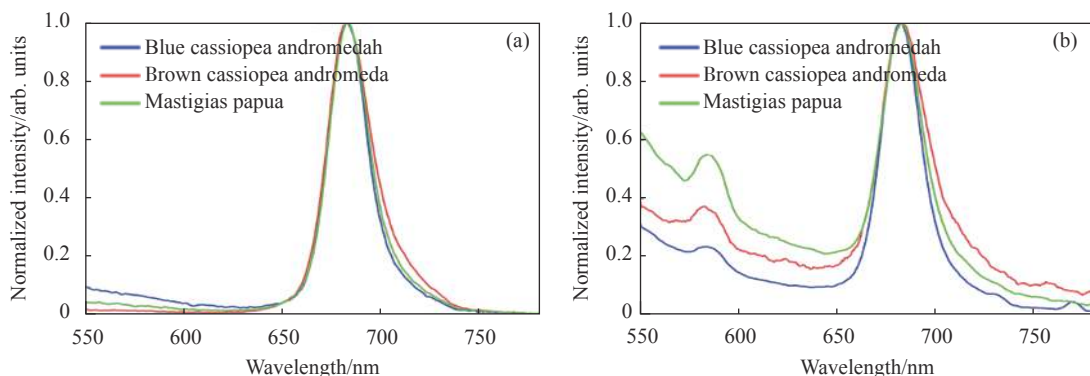 1.0
(a)
Blue cassiopea andromedah
Brown cassiopea andromeda
Mastigias papua
0.8
0.6
0.4
0.2
0
Normalized intensity/arb. units
550
600
650
700
750
Wavelength/nm
1.0
(b)
Blue cassiopea andromedah
Brown cassiopea andromeda
Mastigias papua
0.8
0.6
0.4
0.2
0
Normalized intensity/arb. units
550
600
650
700
750
Wavelength/nm